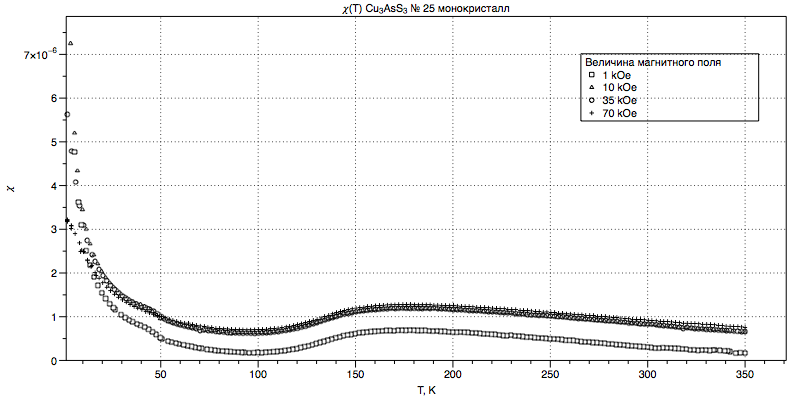 χ(T) Cu₃AsS₃ № 25 монокристалл
7×10⁻⁶
6
5
4
3
2
1
0
χ
Величина магнитного поля
1 kOe
10 kOe
35 kOe
70 kOe
50 100 150 200 250 300 350
T, K